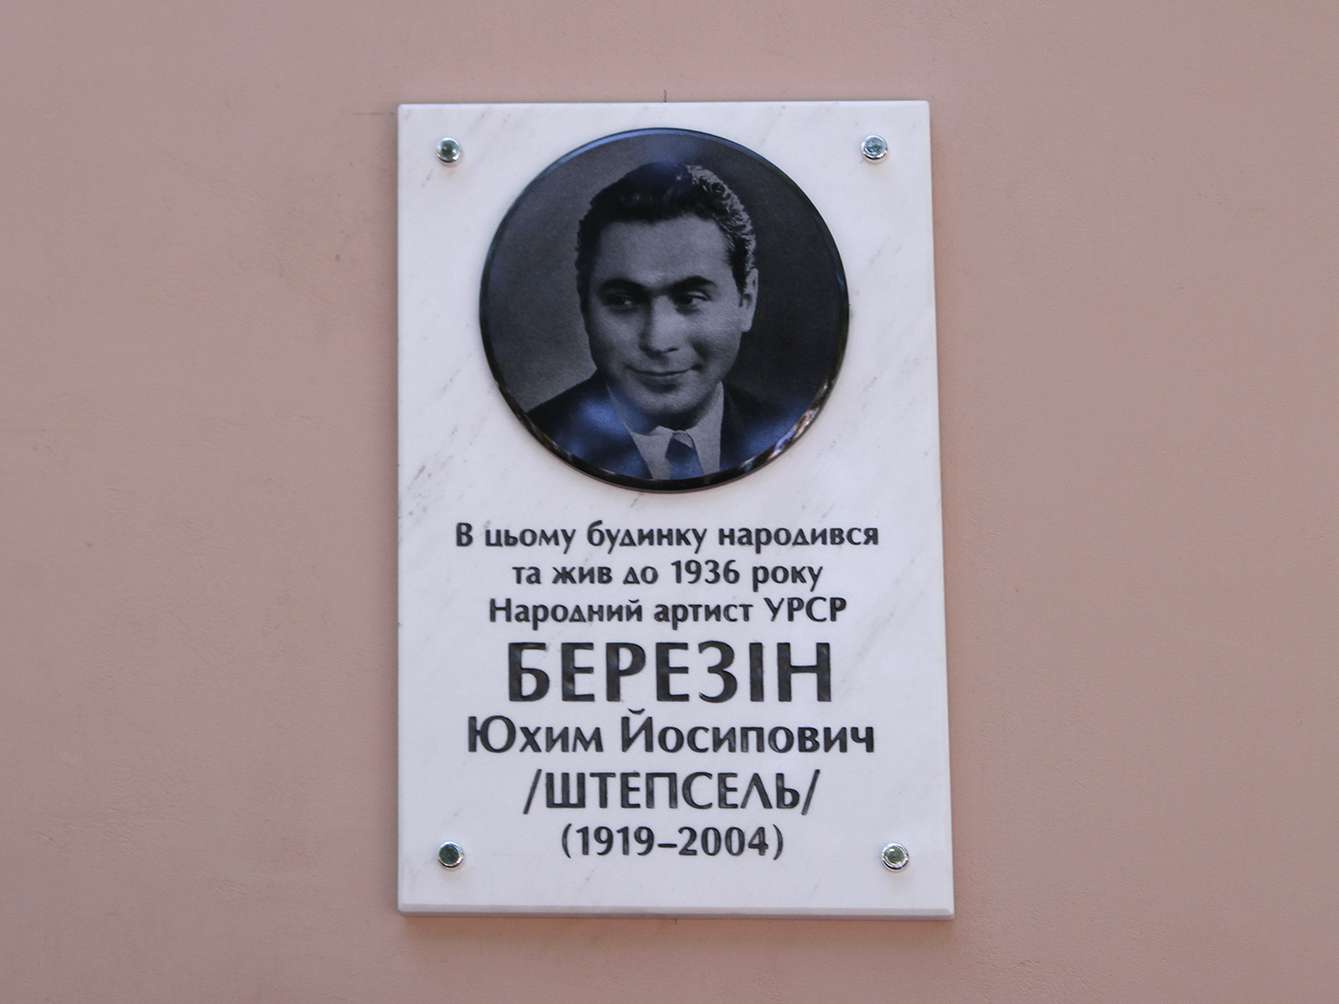 В цьому будинку народився
та жив до 1936 року
Народний артист УРСР
БЕРЕЗІН
Юхим Йосипович
/ШТЕПСЕЛЬ/
(1919–2004)